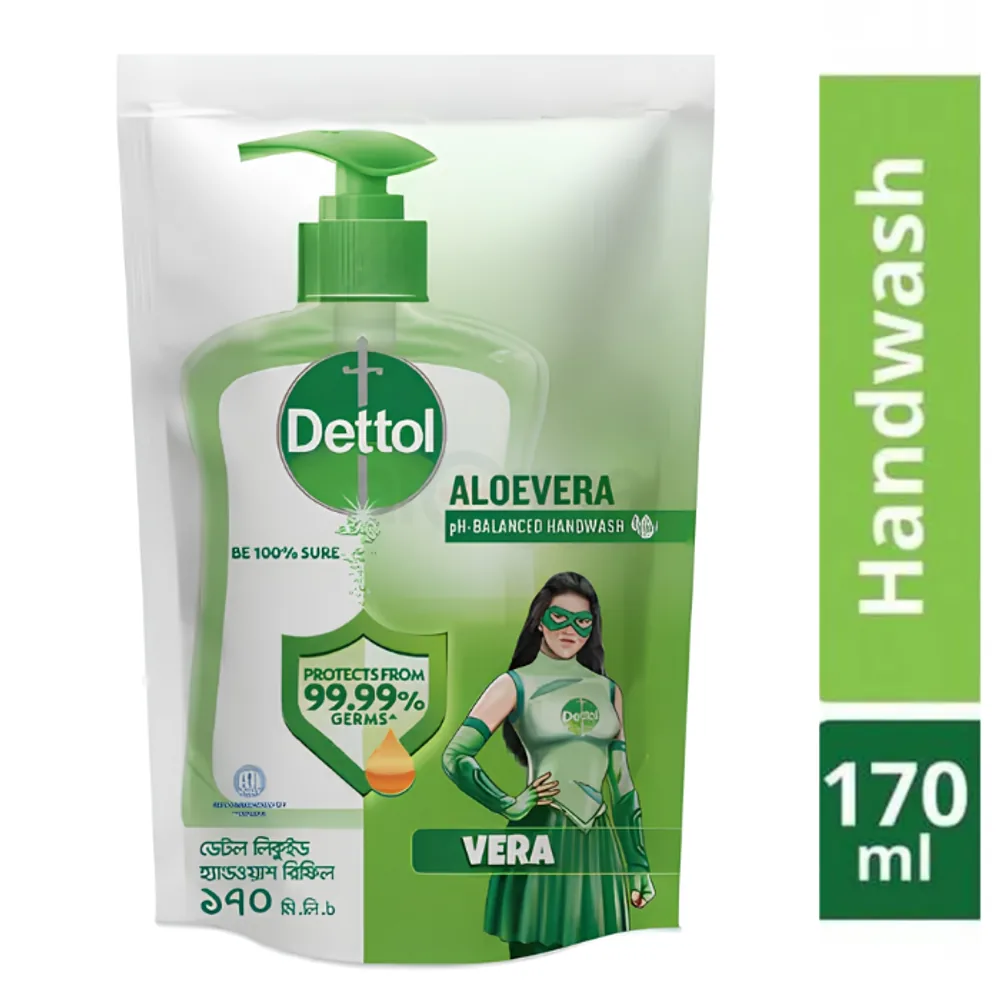 Dettol
ALOEVERA
pH-BALANCED HANDWASH
BE 100% SURE
PROTECTS FROM
99.99%
GERMS^
Dettol
VERA
ডেটল লিকুইড
হ্যান্ডওয়াশ রিফিল
১৭০ মি.লি.
Handwash
170
ml